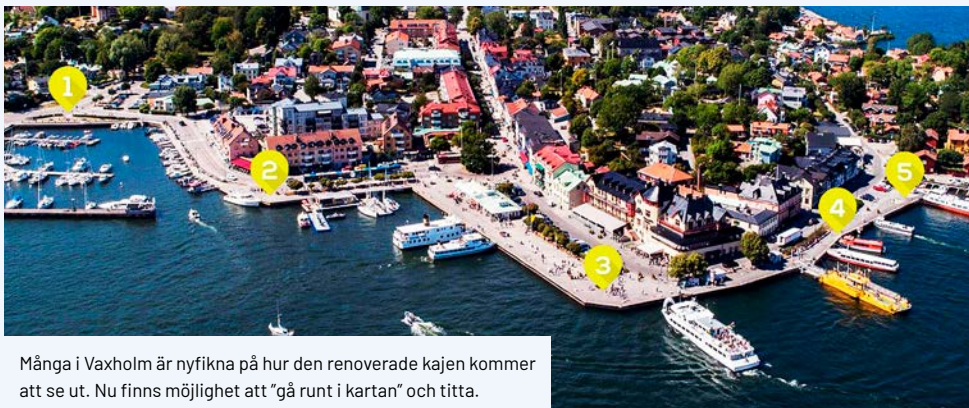 1
2
3
4
5
Många i Vaxholm är nyfikna på hur den renoverade kajen kommer
att se ut. Nu finns möjlighet att ”gå runt i kartan” och titta.